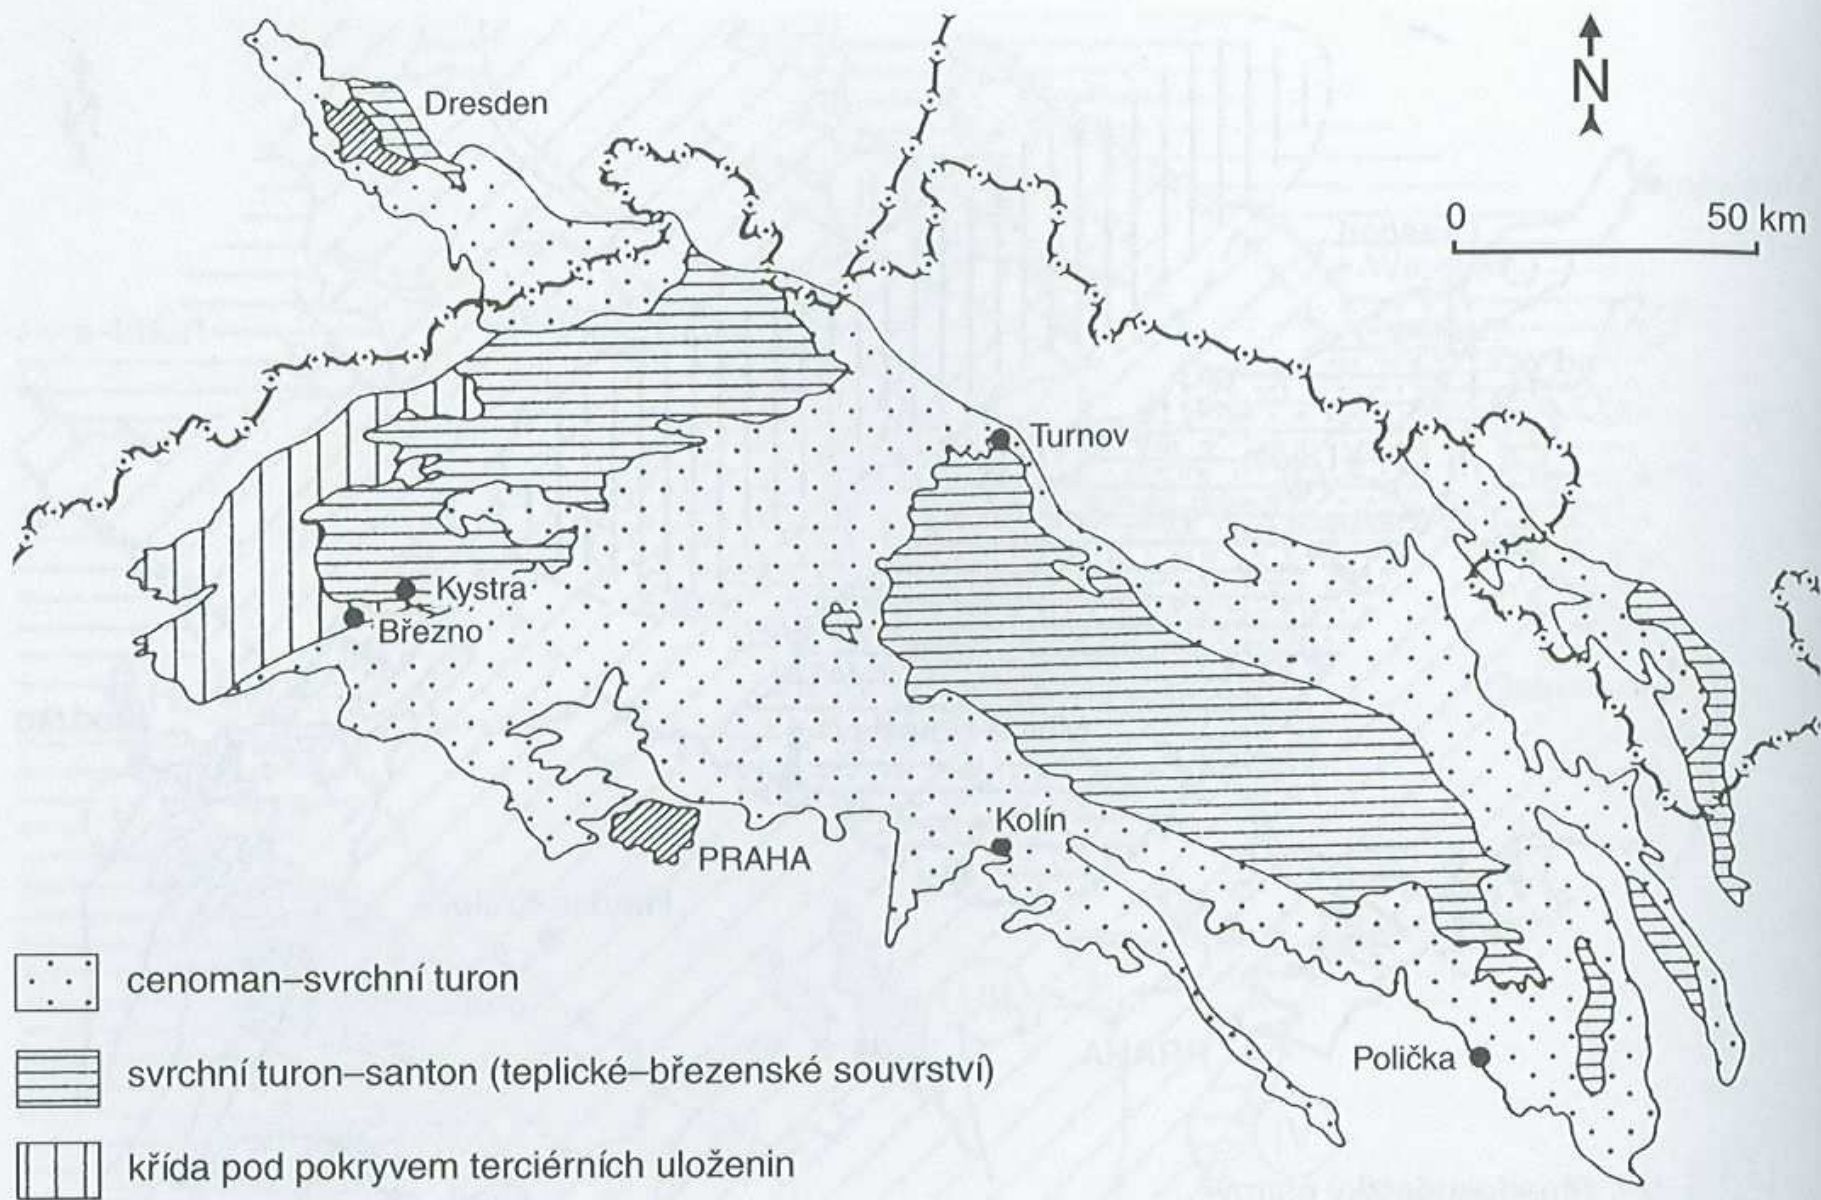 Dresden
N
0 50 km
Turnov
Kystra
Březno
Kolín
PRAHA
Polička
cenoman–svrchní turon
svrchní turon–santon (teplické–březenské souvrství)
křída pod pokryvem terciérních uloženin